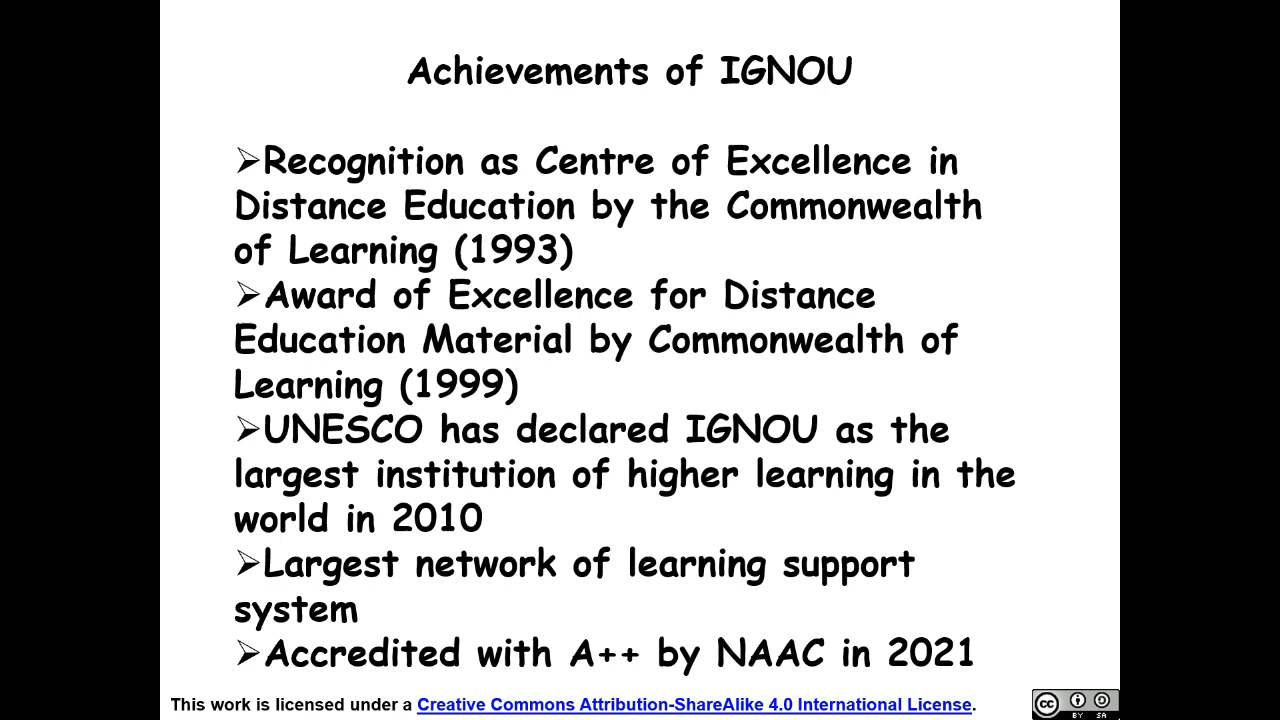 Achievements of IGNOU
➢Recognition as Centre of Excellence in
Distance Education by the Commonwealth
of Learning (1993)
➢Award of Excellence for Distance
Education Material by Commonwealth of
Learning (1999)
➢UNESCO has declared IGNOU as the
largest institution of higher learning in the
world in 2010
➢Largest network of learning support
system
➢Accredited with A++ by NAAC in 2021
This work is licensed under a Creative Commons Attribution-ShareAlike 4.0 International License.
cc BY SA